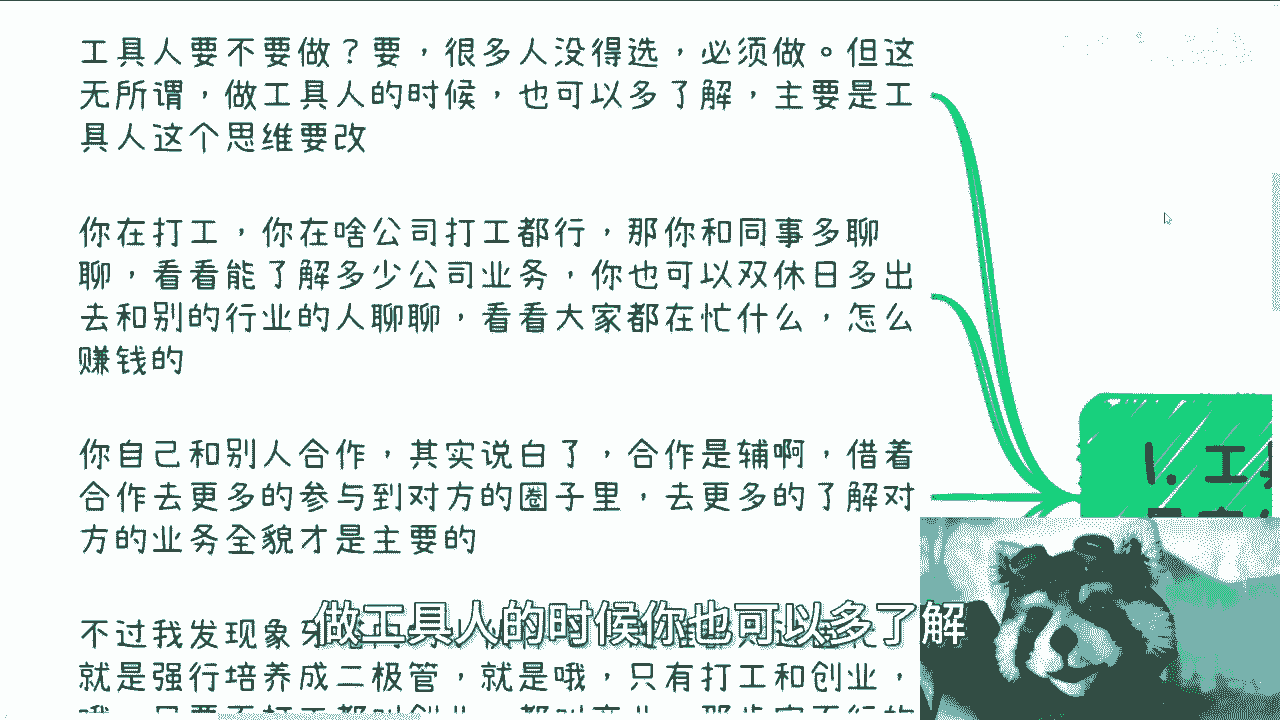 工具人要不要做？要，很多人没得选，必须做。但这
无所谓，做工具人的时候，也可以多了解，主要是工
具人这个思维要改
你在打工，你在啥公司打工都行，那你和同事多聊
聊，看看能了解多少公司业务，你也可以双休日多出
去和别的行业的人聊聊，看看大家都在忙什么，怎么
赚钱的
你自己和别人合作，其实说白了，合作是辅啊，借着
合作去更多的参与到对方的圈子里，去更多的了解对
方的业务全貌才是主要的
1. 工
做工具人的时候你也可以多了解
不过我发现象牙
就是强行培养成二极管，就是哦，只有打工和创业，